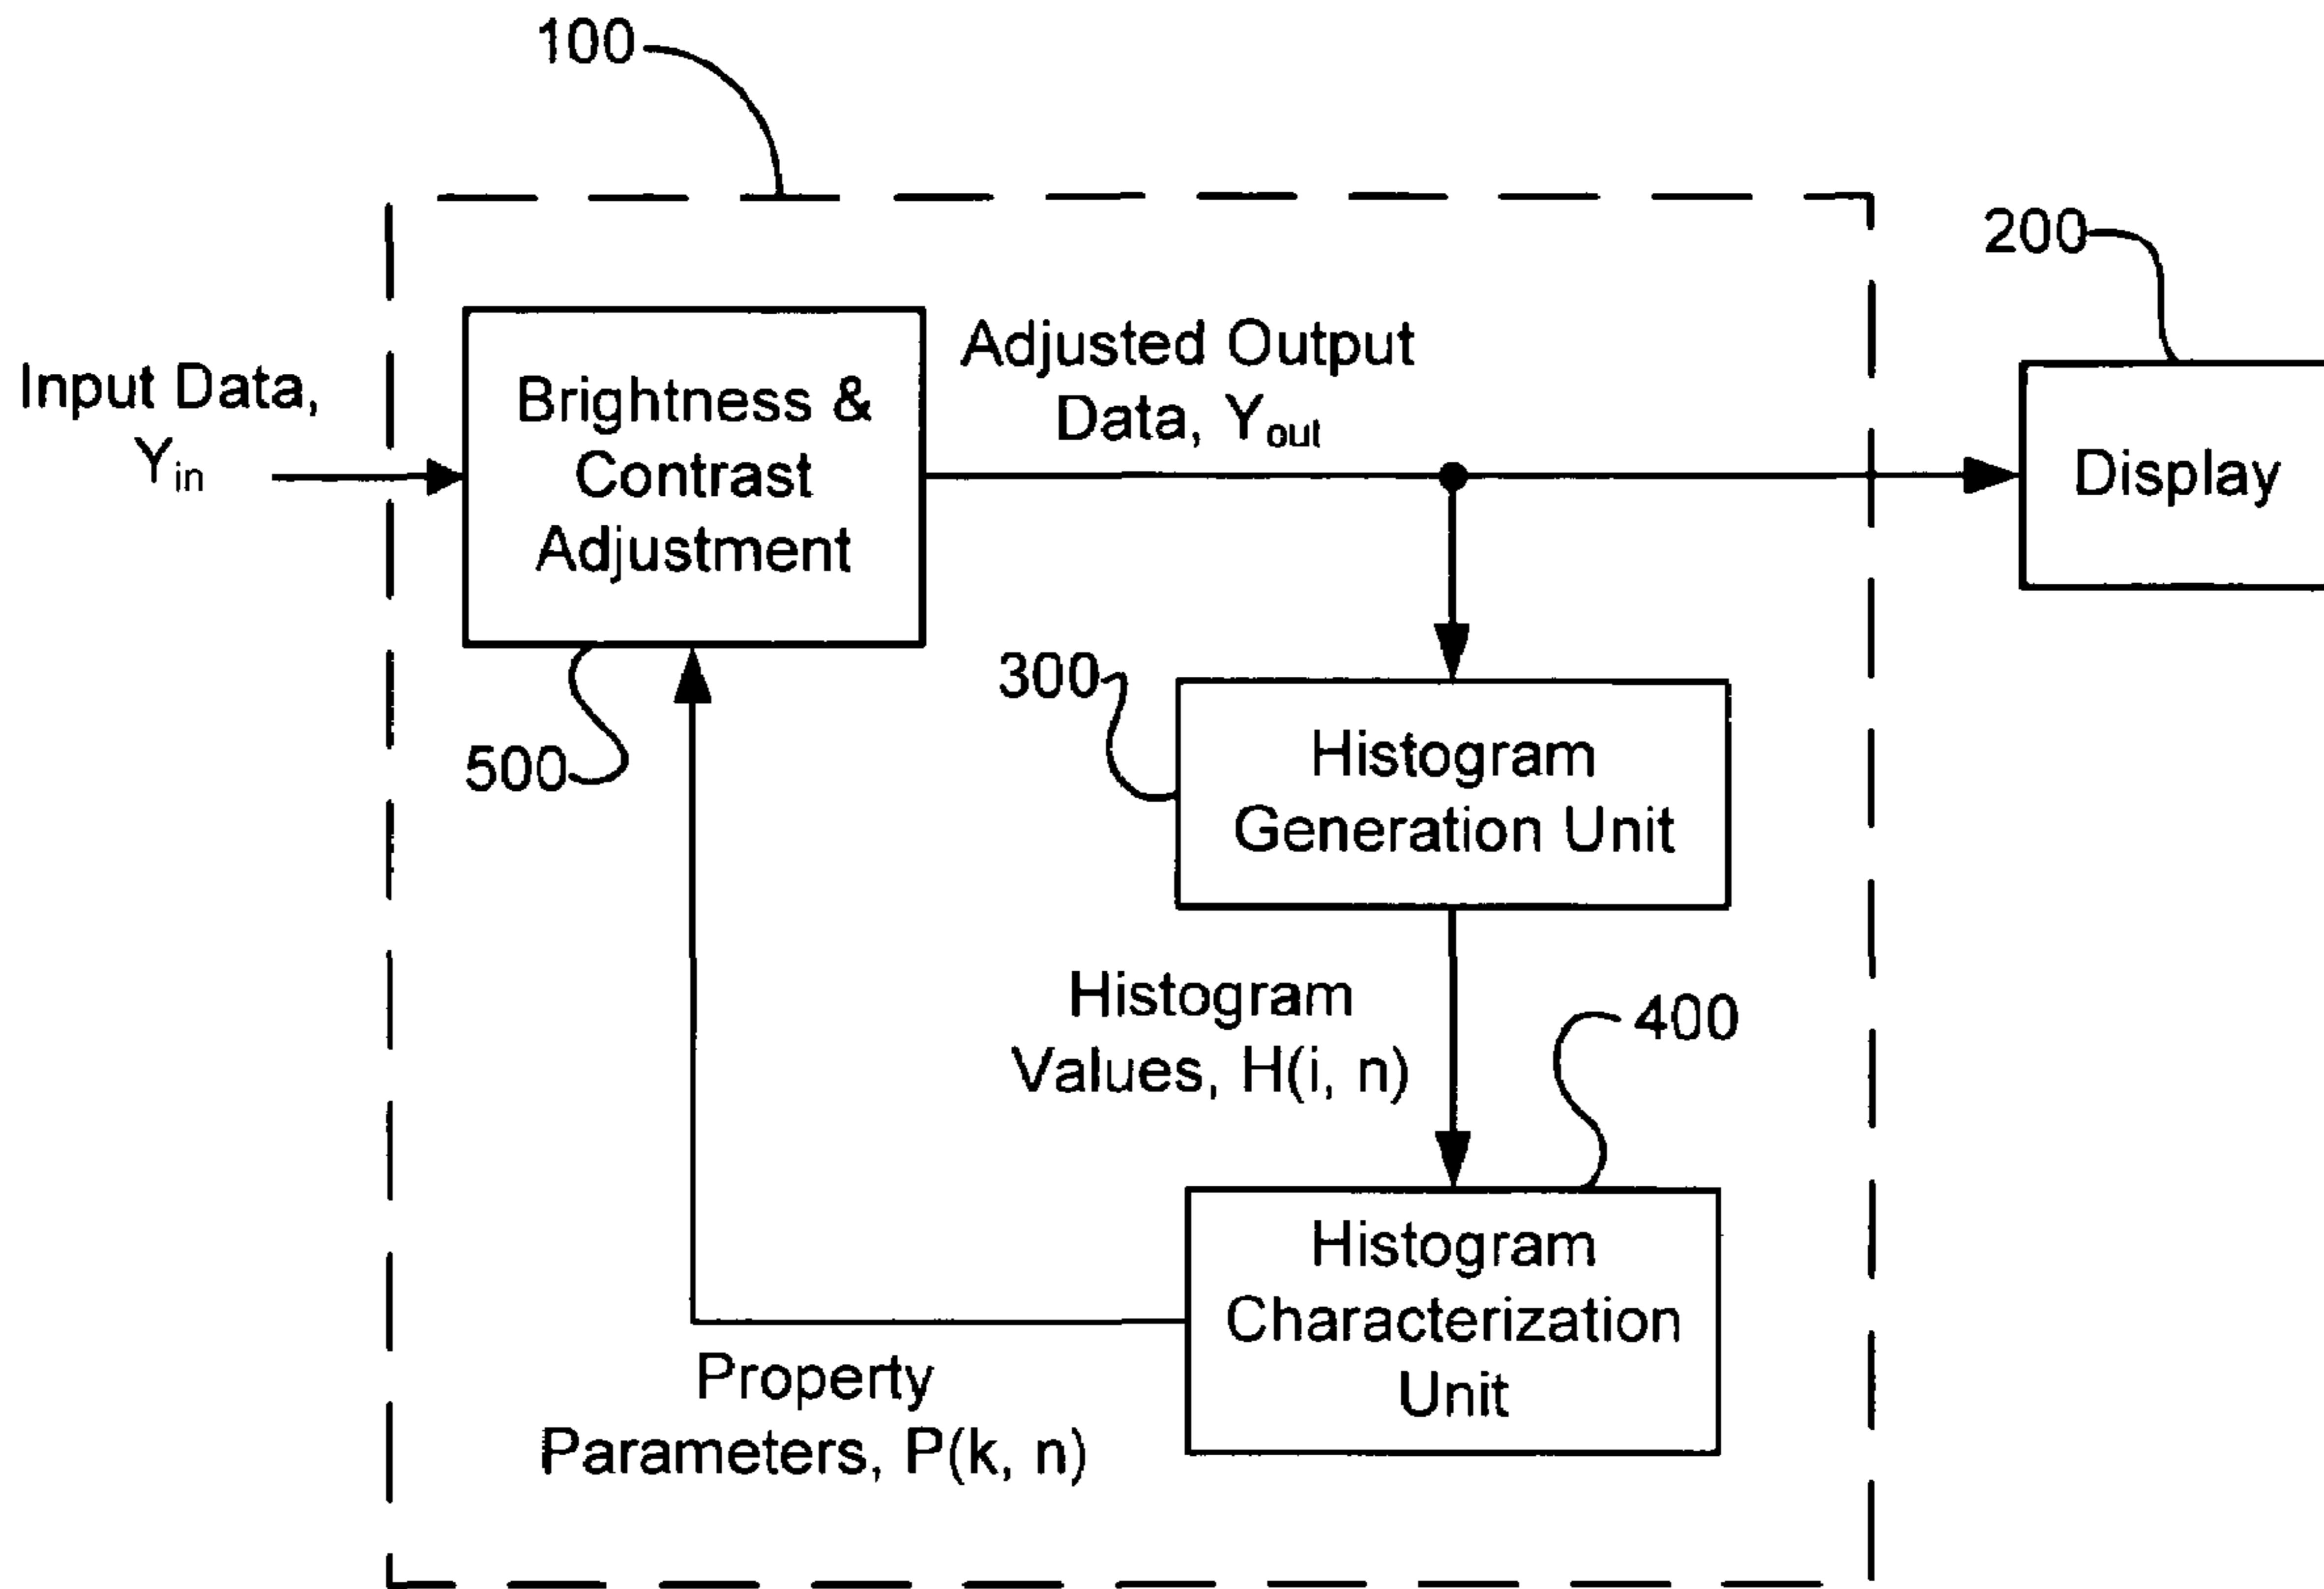 100
200
Input Data,
Yin
Brightness &
Contrast
Adjustment
Adjusted Output
Data, Yout
Display
500
300
Histogram
Generation Unit
Histogram
Values, H(i, n)
400
Histogram
Characterization
Unit
Property
Parameters, P(k, n)